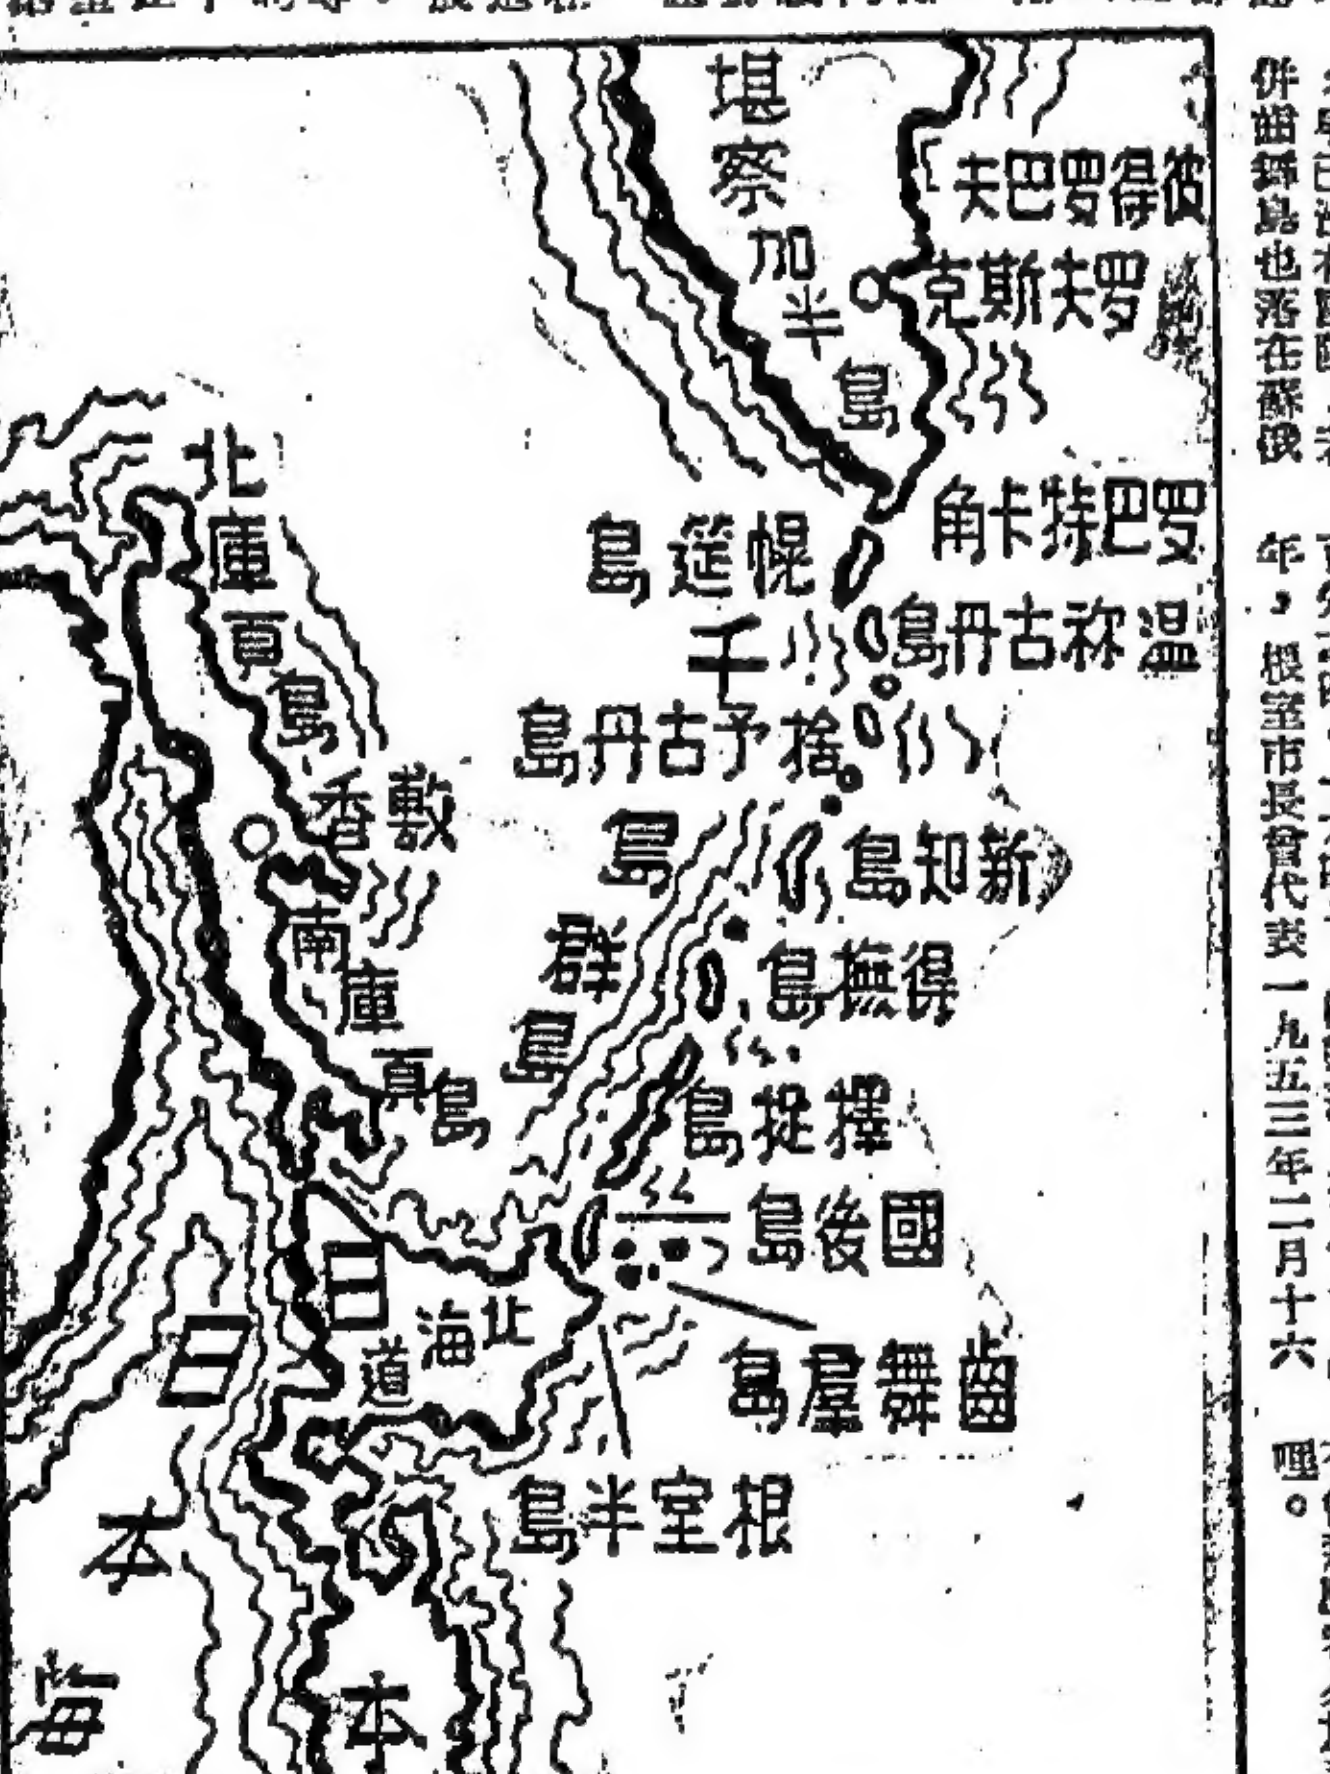 堪察加半島
彼得罗巴夫
罗夫斯克
罗巴特卡角
幌筵島
温祢古丹島
千島群島
捨予古丹島
新知島
得撫島
擇捉島
國後島
齒舞羣島
根室半島
北庫頁島
敷香
南庫頁島
北海道
日本
日本海
併齒舞島也落在蘇俄
年，根室市長曾代表一九五三年二月十六
哩。